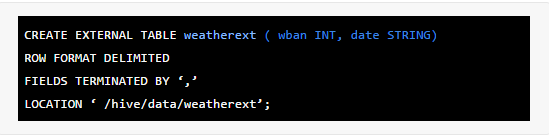 CREATE EXTERNAL TABLE weatherext ( wban INT, date STRING)
ROW FORMAT DELIMITED
FIELDS TERMINATED BY ‘,’
LOCATION ‘ /hive/data/weatherext’;